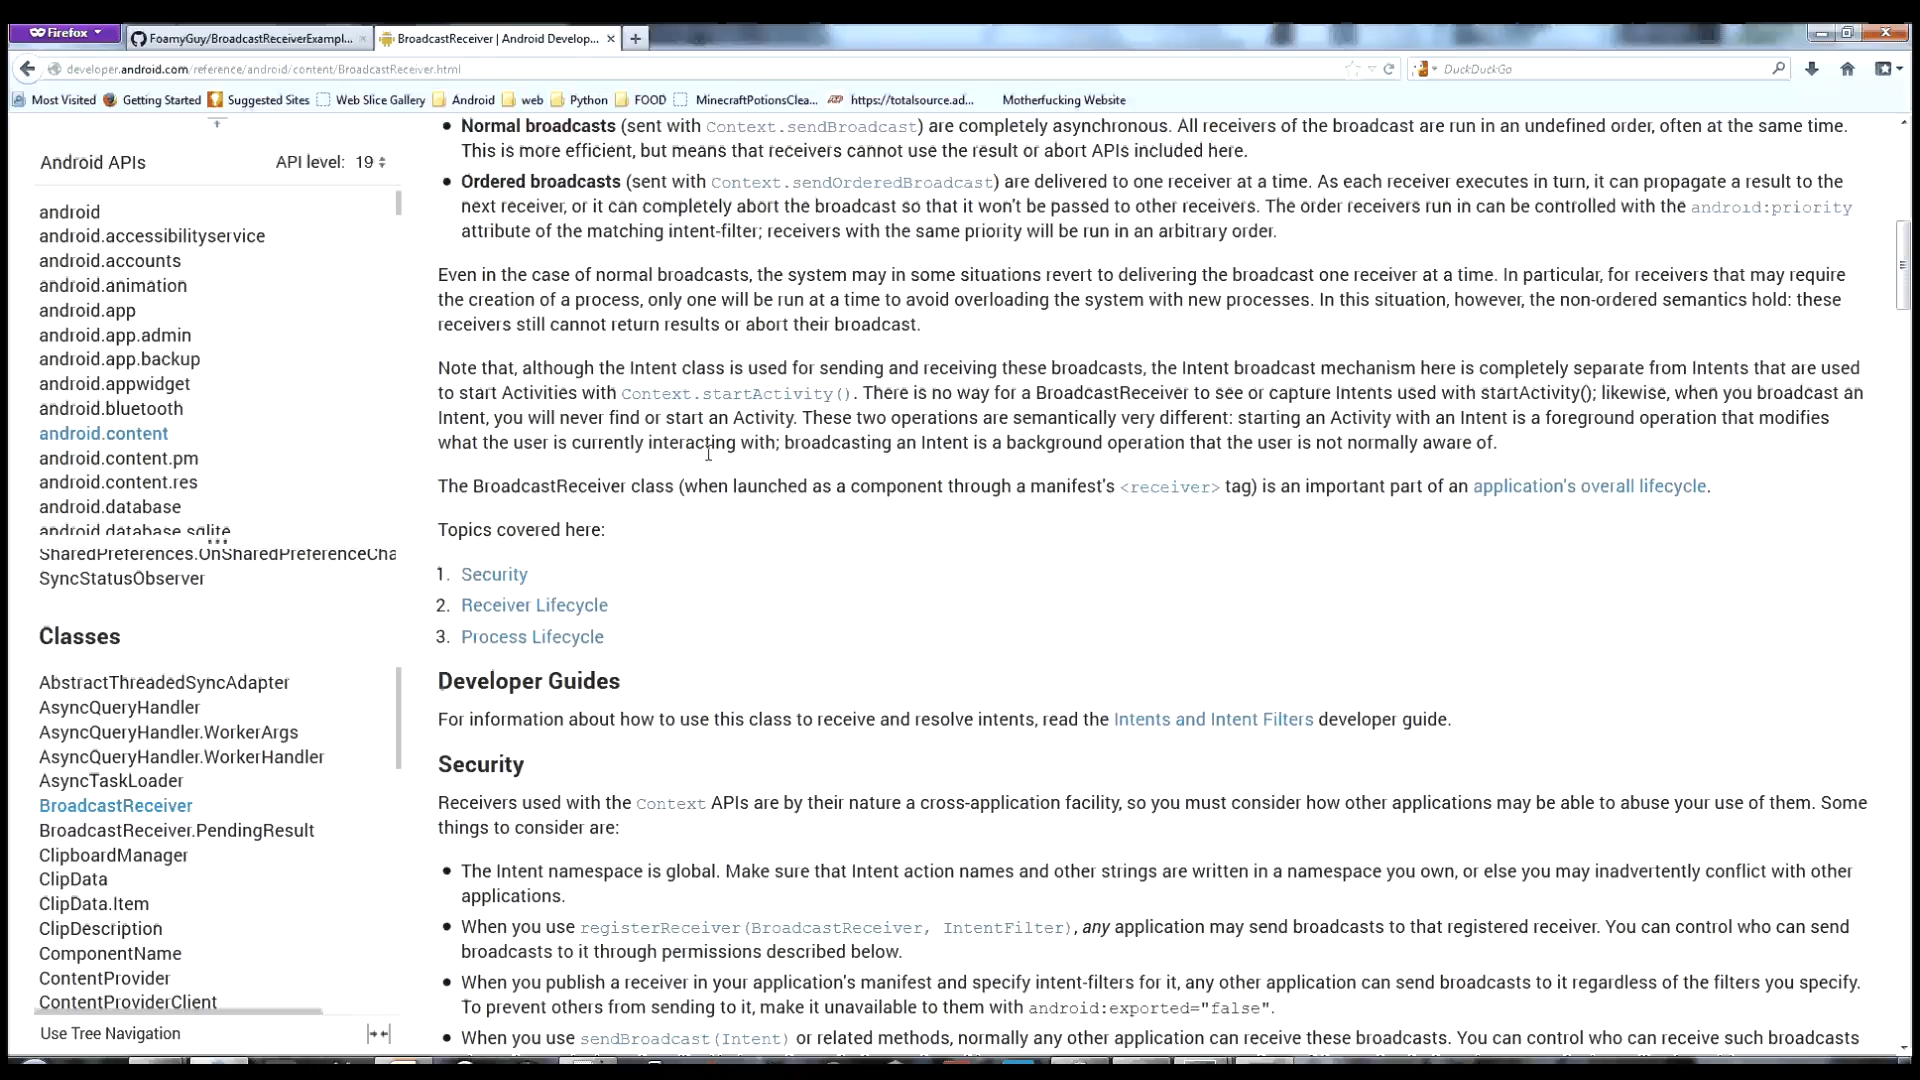 Firefox
FoamyGuy/BroadcastReceiverExampl...
BroadcastReceiver | Android Develop...
developer.android.com/reference/android/content/BroadcastReceiver.html
DuckDuckGo
Most Visited
Getting Started
Suggested Sites
Web Slice Gallery
Android
web
Python
FOOD
MinecraftPotionsClea...
https://totalsource.ad...
Motherfucking Website
Android APIs
API level: 19
android
android.accessibilityservice
android.accounts
android.animation
android.app
android.app.admin
android.app.backup
android.appwidget
android.bluetooth
android.content
android.content.pm
android.content.res
android.database
android.database.sqlite
SharedPreferences.OnSharedPreferenceCha
SyncStatusObserver
Classes
AbstractThreadedSyncAdapter
AsyncQueryHandler
AsyncQueryHandler.WorkerArgs
AsyncQueryHandler.WorkerHandler
AsyncTaskLoader
BroadcastReceiver
BroadcastReceiver.PendingResult
ClipboardManager
ClipData
ClipData.Item
ClipDescription
ComponentName
ContentProvider
ContentProviderClient
Use Tree Navigation
Normal broadcasts (sent with Context.sendBroadcast) are completely asynchronous. All receivers of the broadcast are run in an undefined order, often at the same time.
This is more efficient, but means that receivers cannot use the result or abort APIs included here.
Ordered broadcasts (sent with Context.sendOrderedBroadcast) are delivered to one receiver at a time. As each receiver executes in turn, it can propagate a result to the
next receiver, or it can completely abort the broadcast so that it won't be passed to other receivers. The order receivers run in can be controlled with the android:priority
attribute of the matching intent-filter; receivers with the same priority will be run in an arbitrary order.
Even in the case of normal broadcasts, the system may in some situations revert to delivering the broadcast one receiver at a time. In particular, for receivers that may require
the creation of a process, only one will be run at a time to avoid overloading the system with new processes. In this situation, however, the non-ordered semantics hold: these
receivers still cannot return results or abort their broadcast.
Note that, although the Intent class is used for sending and receiving these broadcasts, the Intent broadcast mechanism here is completely separate from Intents that are used
to start Activities with Context.startActivity(). There is no way for a BroadcastReceiver to see or capture Intents used with startActivity(); likewise, when you broadcast an
Intent, you will never find or start an Activity. These two operations are semantically very different: starting an Activity with an Intent is a foreground operation that modifies
what the user is currently interacting with; broadcasting an Intent is a background operation that the user is not normally aware of.
The BroadcastReceiver class (when launched as a component through a manifest's <receiver> tag) is an important part of an application's overall lifecycle.
Topics covered here:
1. Security
2. Receiver Lifecycle
3. Process Lifecycle
Developer Guides
For information about how to use this class to receive and resolve intents, read the Intents and Intent Filters developer guide.
Security
Receivers used with the Context APIs are by their nature a cross-application facility, so you must consider how other applications may be able to abuse your use of them. Some
things to consider are:
The Intent namespace is global. Make sure that Intent action names and other strings are written in a namespace you own, or else you may inadvertently conflict with other
applications.
When you use registerReceiver(BroadcastReceiver, IntentFilter), any application may send broadcasts to that registered receiver. You can control who can send
broadcasts to it through permissions described below.
When you publish a receiver in your application's manifest and specify intent-filters for it, any other application can send broadcasts to it regardless of the filters you specify.
To prevent others from sending to it, make it unavailable to them with android:exported="false".
When you use sendBroadcast(Intent) or related methods, normally any other application can receive these broadcasts. You can control who can receive such broadcasts